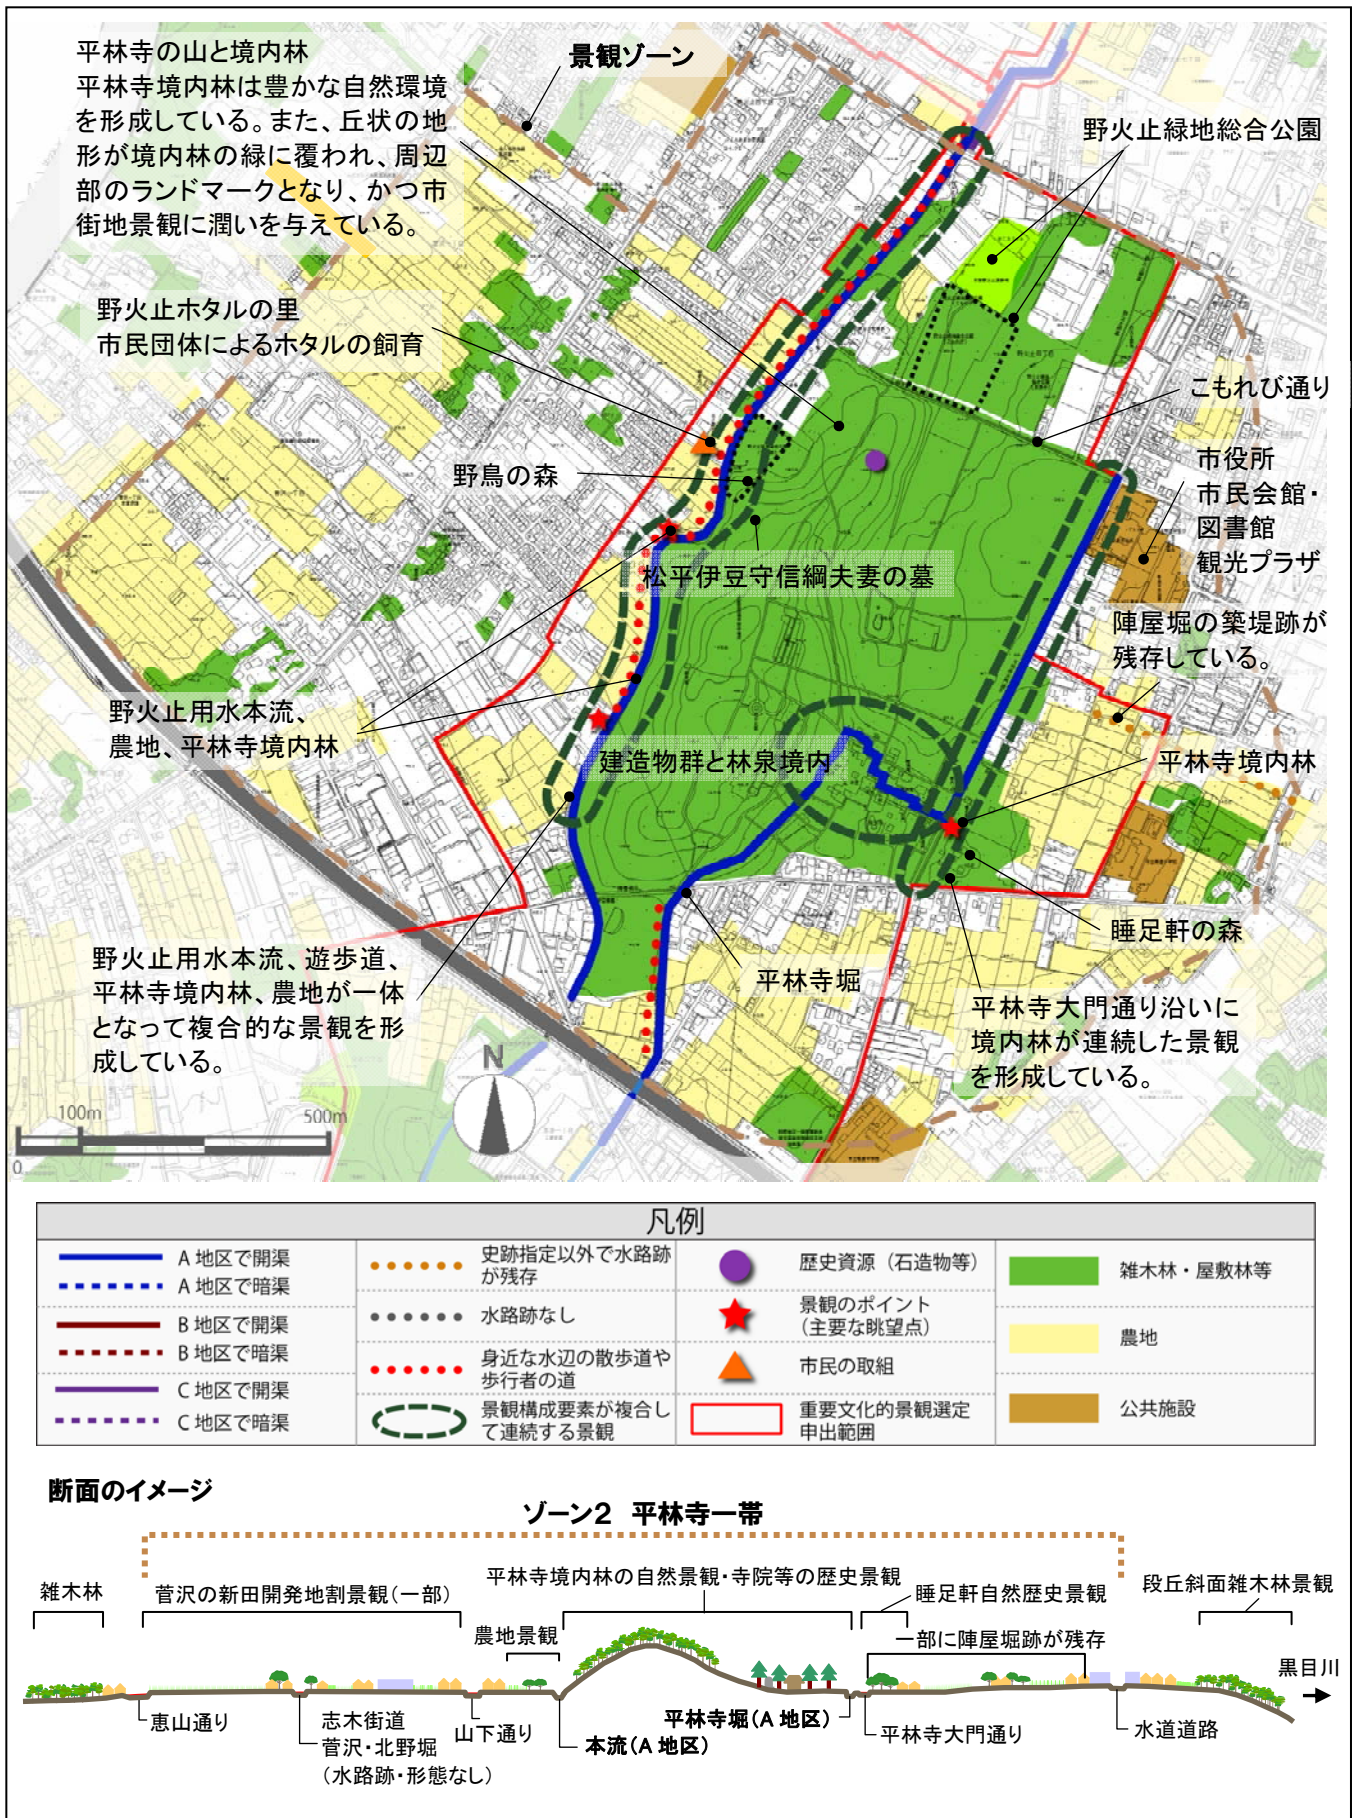 平林寺の山と境内林
平林寺境内林は豊かな自然環境
を形成している。また、丘状の地
形が境内林の緑に覆われ、周辺
部のランドマークとなり、かつ市
街地景観に潤いを与えている。
景観ゾーン
野火止緑地総合公園
野火止ホタルの里
市民団体によるホタルの飼育
こもれび通り
野鳥の森
市役所
市民会館・
図書館
観光プラザ
松平伊豆守信綱夫妻の墓
陣屋堀の築堤跡が
残存している。
野火止用水本流、
農地、平林寺境内林
建造物群と林泉境内
平林寺境内林
睡足軒の森
野火止用水本流、遊歩道、
平林寺境内林、農地が一体
となって複合的な景観を形
成している。
平林寺堀
平林寺大門通り沿いに
境内林が連続した景観
を形成している。
N
100m
500m
0
凡例
A 地区で開渠
A 地区で暗渠
B 地区で開渠
B 地区で暗渠
C 地区で開渠
C 地区で暗渠
史跡指定以外で水路跡
が残存
水路跡なし
身近な水辺の散歩道や
歩行者の道
景観構成要素が複合し
て連続する景観
歴史資源（石造物等）
景観のポイント
（主要な眺望点）
市民の取組
重要文化的景観選定
申出範囲
雑木林・屋敷林等
農地
公共施設
断面のイメージ
ゾーン2 平林寺一帯
雑木林
菅沢の新田開発地割景観（一部）
平林寺境内林の自然景観・寺院等の歴史景観
睡足軒自然歴史景観
段丘斜面雑木林景観
農地景観
一部に陣屋堀跡が残存
黒目川
恵山通り
志木街道
菅沢・北野堀
（水路跡・形態なし）
山下通り
本流（A 地区）
平林寺堀（A 地区）
平林寺大門通り
水道道路